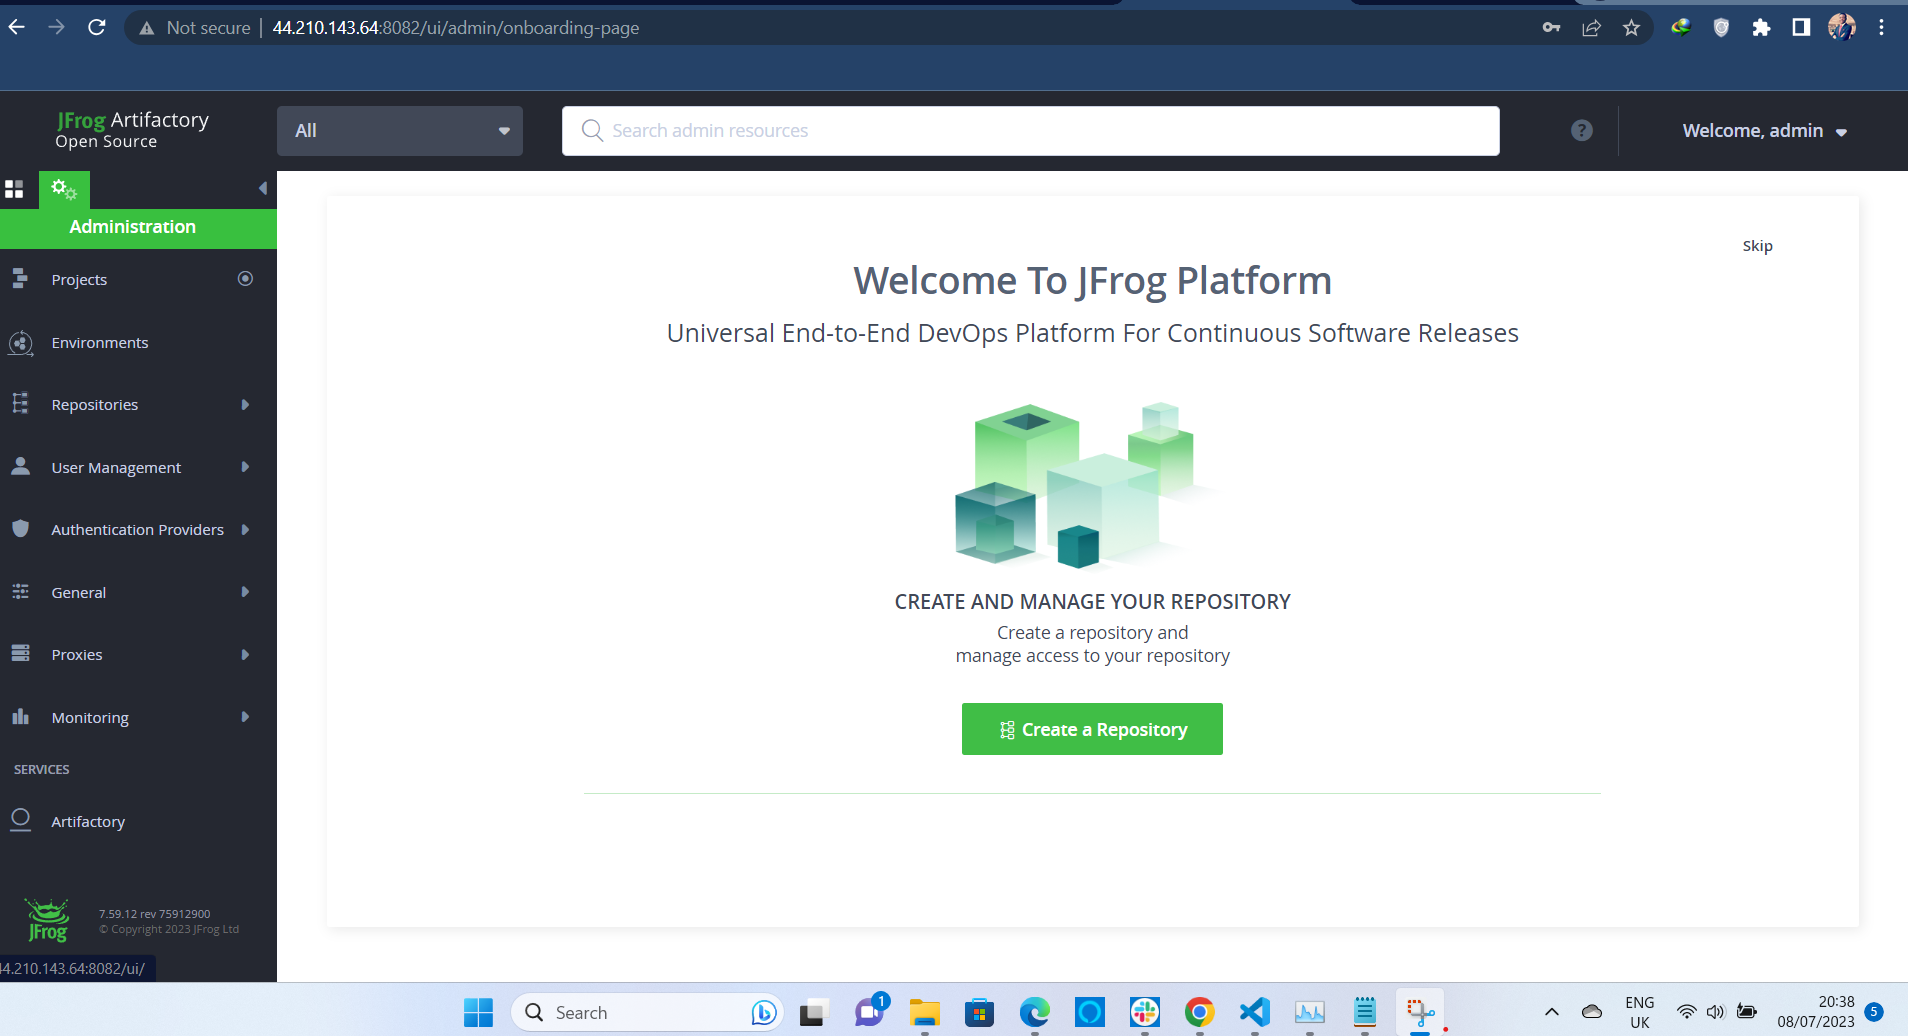 Not secure | 44.210.143.64:8082/ui/admin/onboarding-page
JFrog Artifactory
Open Source
All
Search admin resources
?
Welcome, admin
Administration
Skip
Projects
Environments
Repositories
User Management
Authentication Providers
General
Proxies
Monitoring
SERVICES
Artifactory
Welcome To JFrog Platform
Universal End-to-End DevOps Platform For Continuous Software Releases
CREATE AND MANAGE YOUR REPOSITORY
Create a repository and
manage access to your repository
Create a Repository
JFrog
7.59.12 rev 75912900
© Copyright 2023 JFrog Ltd
44.210.143.64:8082/ui/
Search
1
ENG
UK
20:38
08/07/2023
5